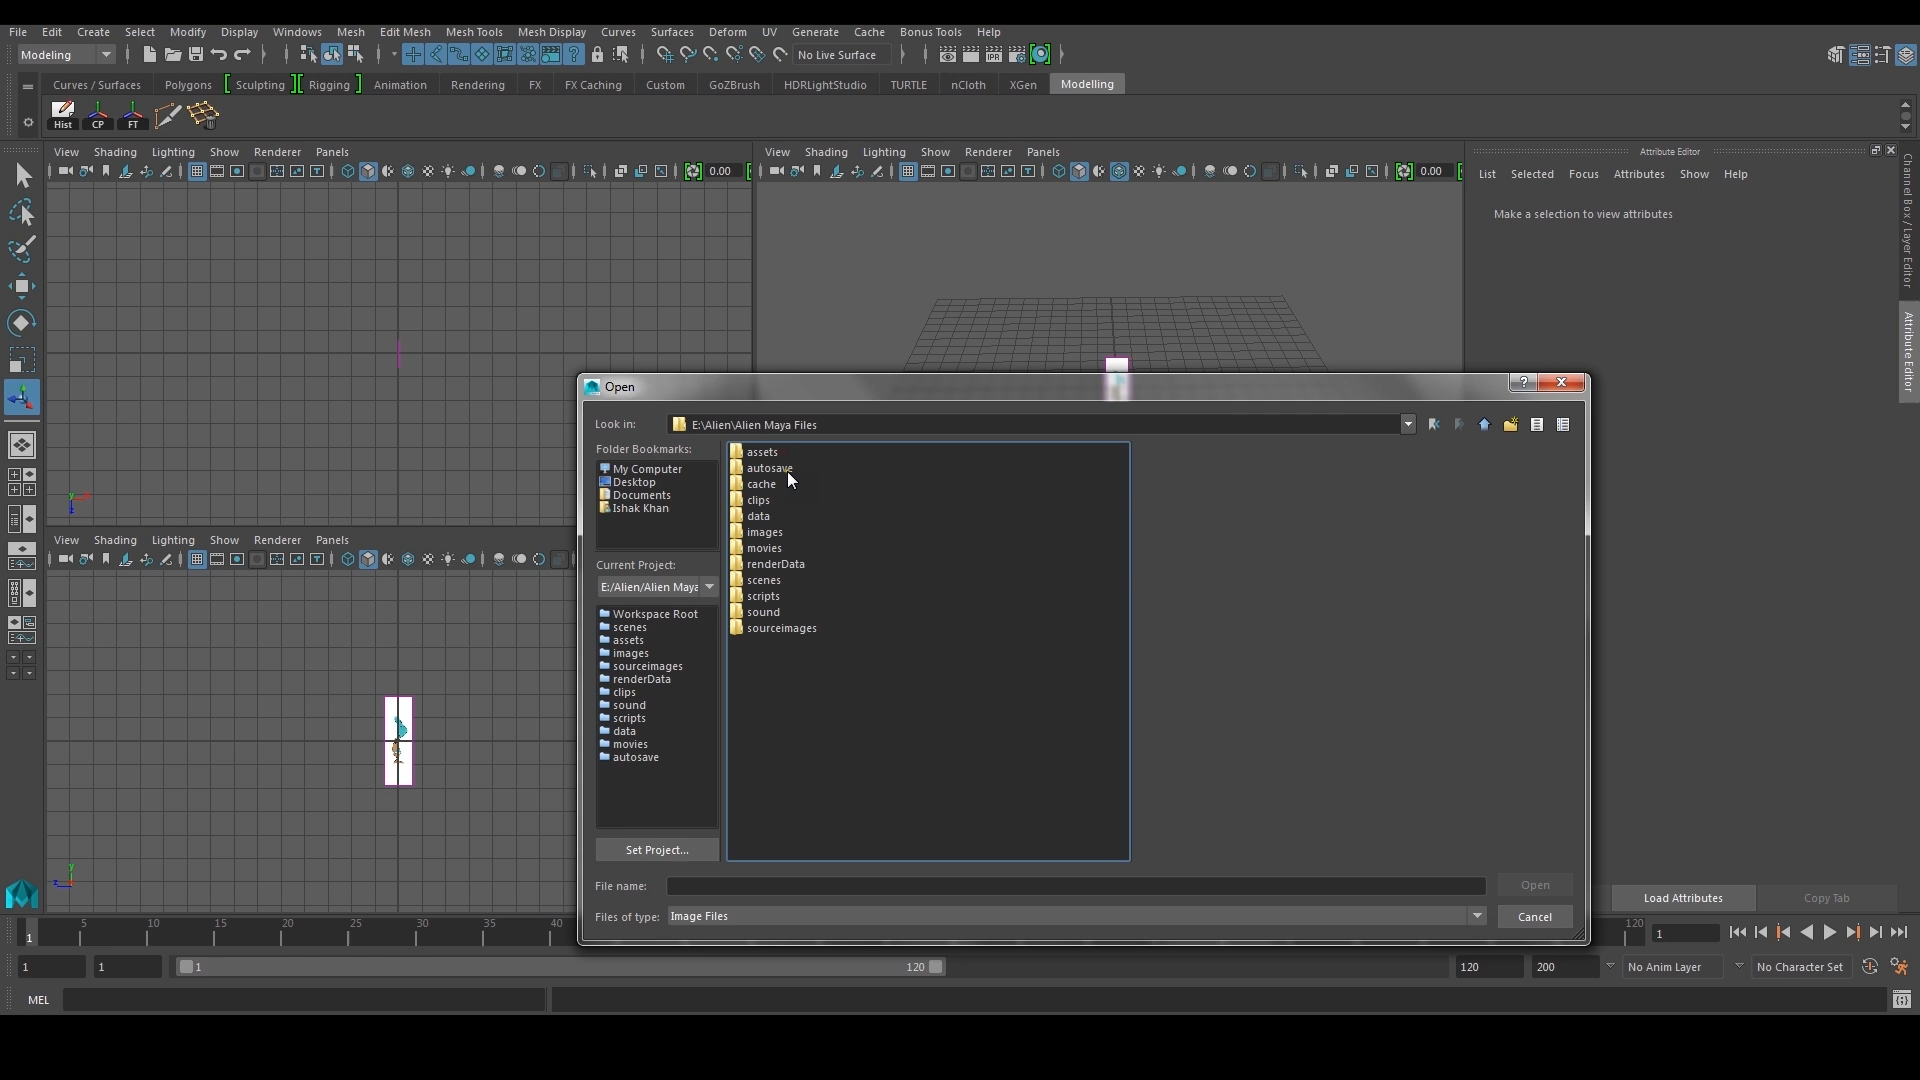 File Edit Create Select Modify Display Windows Mesh Edit Mesh Mesh Tools Mesh Display Curves Surfaces Deform UV Generate Cache Bonus Tools Help
Modeling No Live Surface IPR
Curves / Surfaces Polygons Sculpting Rigging Animation Rendering FX FX Caching Custom GoZBrush HDRLightStudio TURTLE nCloth XGen Modelling
Hist CP FT
View Shading Lighting Show Renderer Panels
0.00
View Shading Lighting Show Renderer Panels
0.00
Attribute Editor
List Selected Focus Attributes Show Help
Make a selection to view attributes
Channel Box / Layer Editor
Attribute Editor
View Shading Lighting Show Renderer Panels
Open
Look in: E:\Alien\Alien Maya Files
Folder Bookmarks:
My Computer
Desktop
Documents
Ishak Khan
Current Project:
E:/Alien/Alien Maya
Workspace Root
scenes
assets
images
sourceimages
renderData
clips
sound
scripts
data
movies
autosave
Set Project...
assets
autosave
cache
clips
data
images
movies
renderData
scenes
scripts
sound
sourceimages
File name: Open
Files of type: Image Files Cancel
Load Attributes Copy Tab
1 5 10 15 20 25 30 35 40 120 1
1 1 1 120 120 200 No Anim Layer No Character Set
MEL